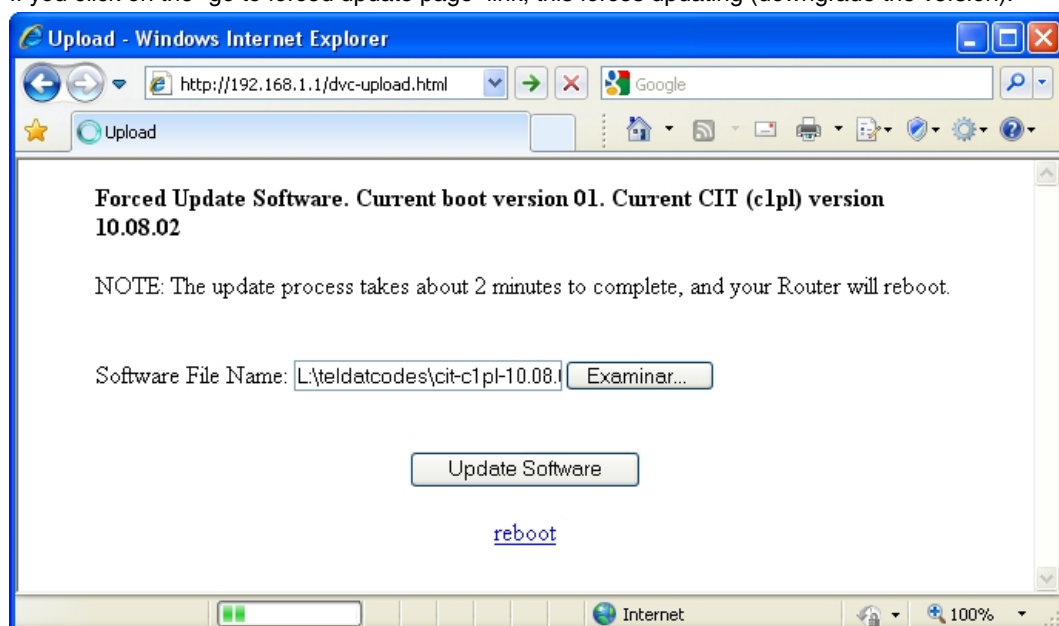 If you click on the "go to forced update page" link, this forces updating (downgrade the version).
Upload - Windows Internet Explorer
http://192.168.1.1/dvc-upload.html
Google
Upload
Forced Update Software. Current boot version 01. Current CIT (c1pl) version
10.08.02
NOTE: The update process takes about 2 minutes to complete, and your Router will reboot.
Software File Name: L:\teldatcodes\cit-c1pl-10.08. Examinar...
Update Software
reboot
Internet 100%